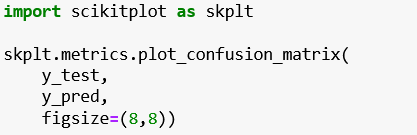 import scikitplot as skplt
skplt.metrics.plot_confusion_matrix(
    y_test,
    y_pred,
    figsize=(8,8))